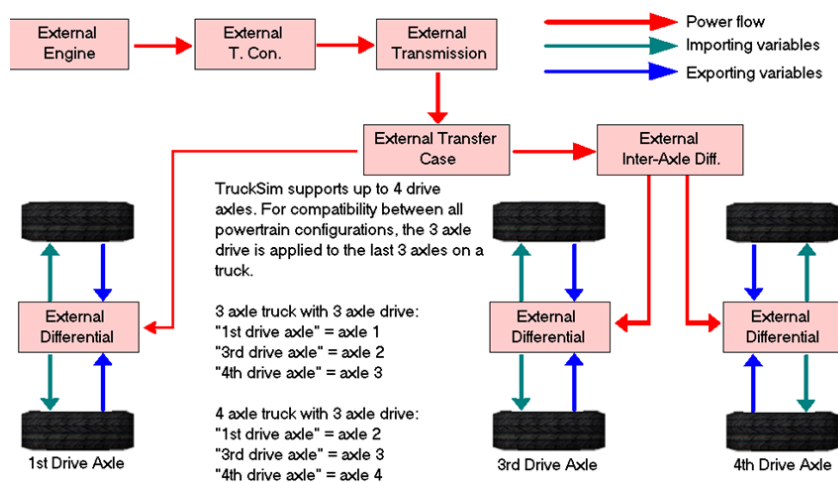 External
Engine
External
T. Con.
External
Transmission
Power flow
Importing variables
Exporting variables
External Transfer
Case
External
Inter-Axle Diff.
TruckSim supports up to 4 drive
axles. For compatibility between all
powertrain configurations, the 3 axle
drive is applied to the last 3 axles on a
truck.
3 axle truck with 3 axle drive:
"1st drive axle" = axle 1
"3rd drive axle" = axle 2
"4th drive axle" = axle 3
4 axle truck with 3 axle drive:
"1st drive axle" = axle 2
"3rd drive axle" = axle 3
"4th drive axle" = axle 4
External
Differential
External
Differential
External
Differential
1st Drive Axle
3rd Drive Axle
4th Drive Axle